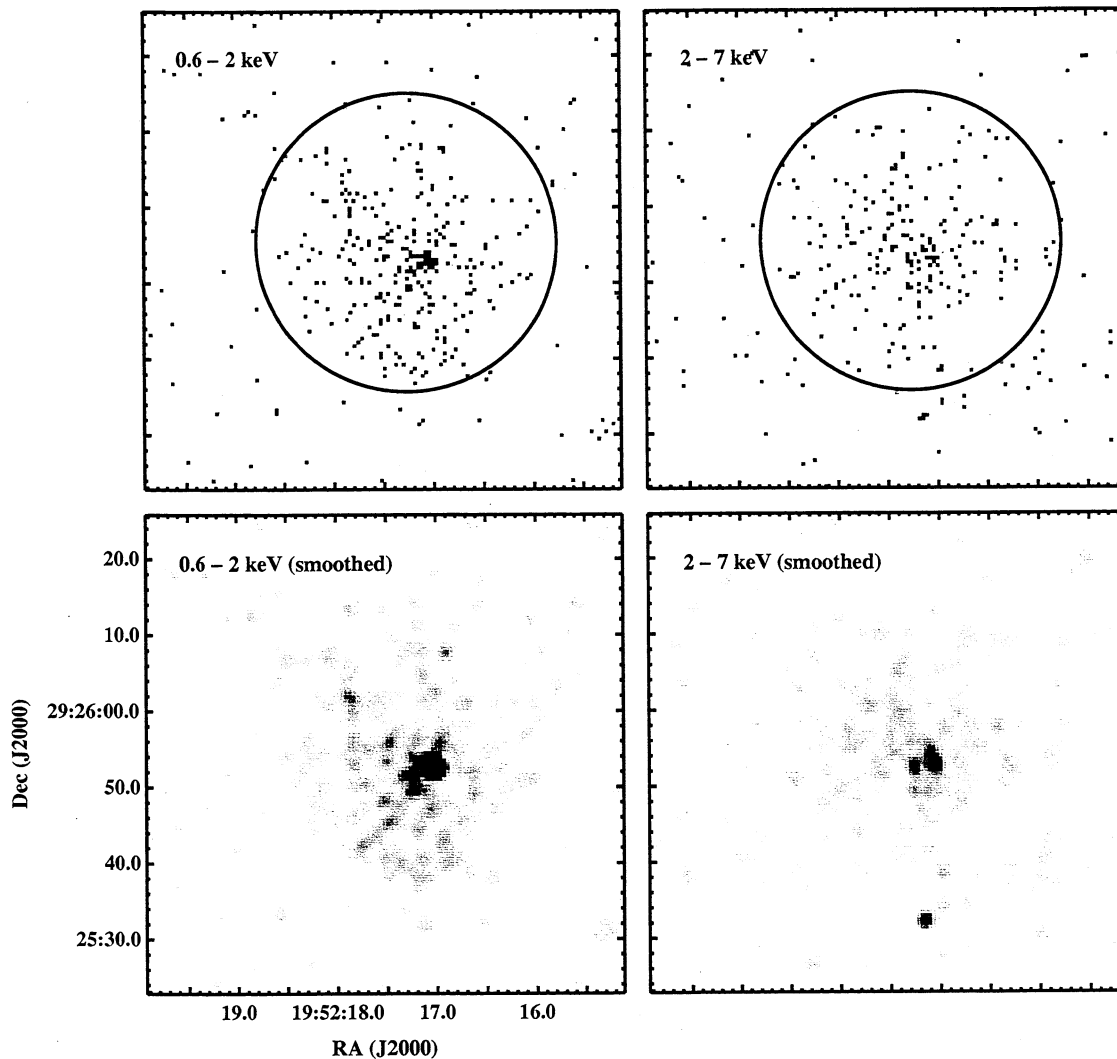 0.6 – 2 keV
2 – 7 keV
0.6 – 2 keV (smoothed)
2 – 7 keV (smoothed)
20.0
10.0
29:26:00.0
50.0
40.0
25:30.0
Dec (J2000)
19.0
19:52:18.0
17.0
16.0
RA (J2000)